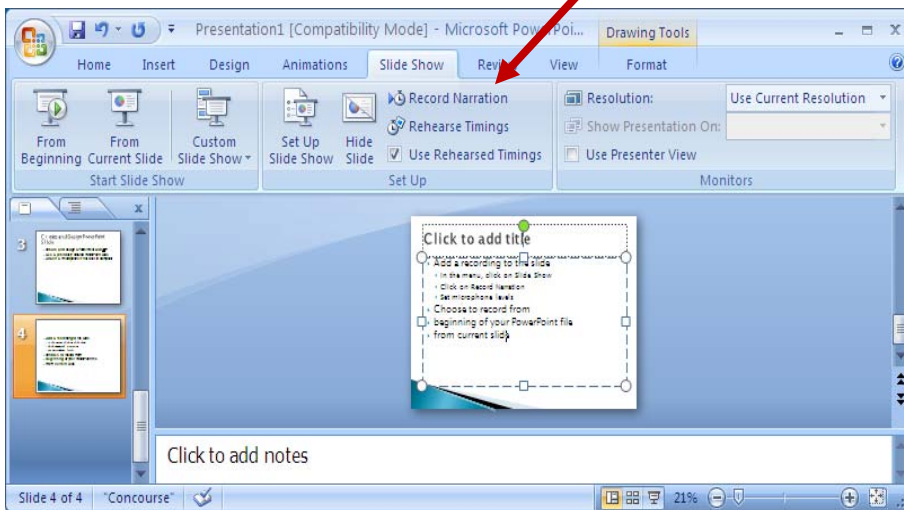 Presentation1 [Compatibility Mode] - Microsoft PowerPoi...
Drawing Tools
Home Insert Design Animations Slide Show Revi View Format
From Beginning
From Current Slide
Custom Slide Show
Start Slide Show
Set Up Slide Show
Hide Slide
Record Narration
Rehearse Timings
Use Rehearsed Timings
Set Up
Resolution: Use Current Resolution
Show Presentation On:
Use Presenter View
Monitors
3
4
Click to add title
Add a recording to the slide
In the menu, click on Slide Show
Click on Record Narration
Set microphone levels
Choose to record from
beginning of your PowerPoint file
from current slide
Click to add notes
Slide 4 of 4 "Concourse" 21%